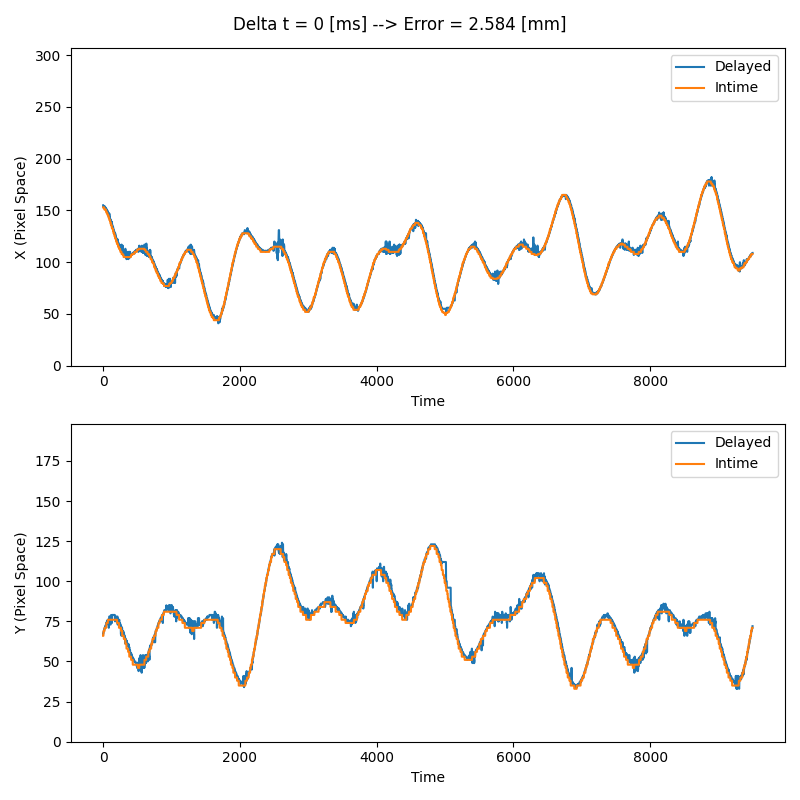 Delta t = 0 [ms] --> Error = 2.584 [mm]
300
250
200
150
100
50
0
X (Pixel Space)
Delayed
Intime
0 2000 4000 6000 8000
Time
175
150
125
100
75
50
25
0
Y (Pixel Space)
Delayed
Intime
0 2000 4000 6000 8000
Time